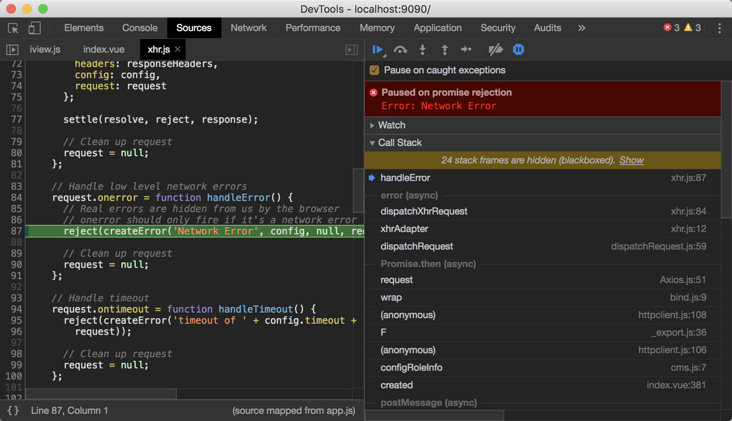 DevTools - localhost:9090/
Elements Console Sources Network Performance Memory Application Security Audits » 3 3
iview.js index.vue xhr.js ×
72 headers: responseHeaders,
73 config: config,
74 request: request
75 };
76
77 settle(resolve, reject, response);
78
79 // Clean up request
80 request = null;
81 };
82
83 // Handle low level network errors
84 request.onerror = function handleError() {
85 // Real errors are hidden from us by the browser
86 // onerror should only fire if it's a network error
87 reject(createError('Network Error', config, null, req
88
89 // Clean up request
90 request = null;
91 };
92
93 // Handle timeout
94 request.ontimeout = function handleTimeout() {
95 reject(createError('timeout of ' + config.timeout +
96 request));
97
98 // Clean up request
99 request = null;
100 };
101
102
{} Line 87, Column 1 (source mapped from app.js)
Pause on caught exceptions
Paused on promise rejection
Error: Network Error
Watch
Call Stack
24 stack frames are hidden (blackboxed). Show
handleError xhr.js:87
error (async)
dispatchXhrRequest xhr.js:84
xhrAdapter xhr.js:12
dispatchRequest dispatchRequest.js:59
Promise.then (async)
request Axios.js:51
wrap bind.js:9
(anonymous) httpclient.js:108
F _export.js:36
(anonymous) httpclient.js:106
configRoleInfo cms.js:7
created index.vue:381
postMessage (async)